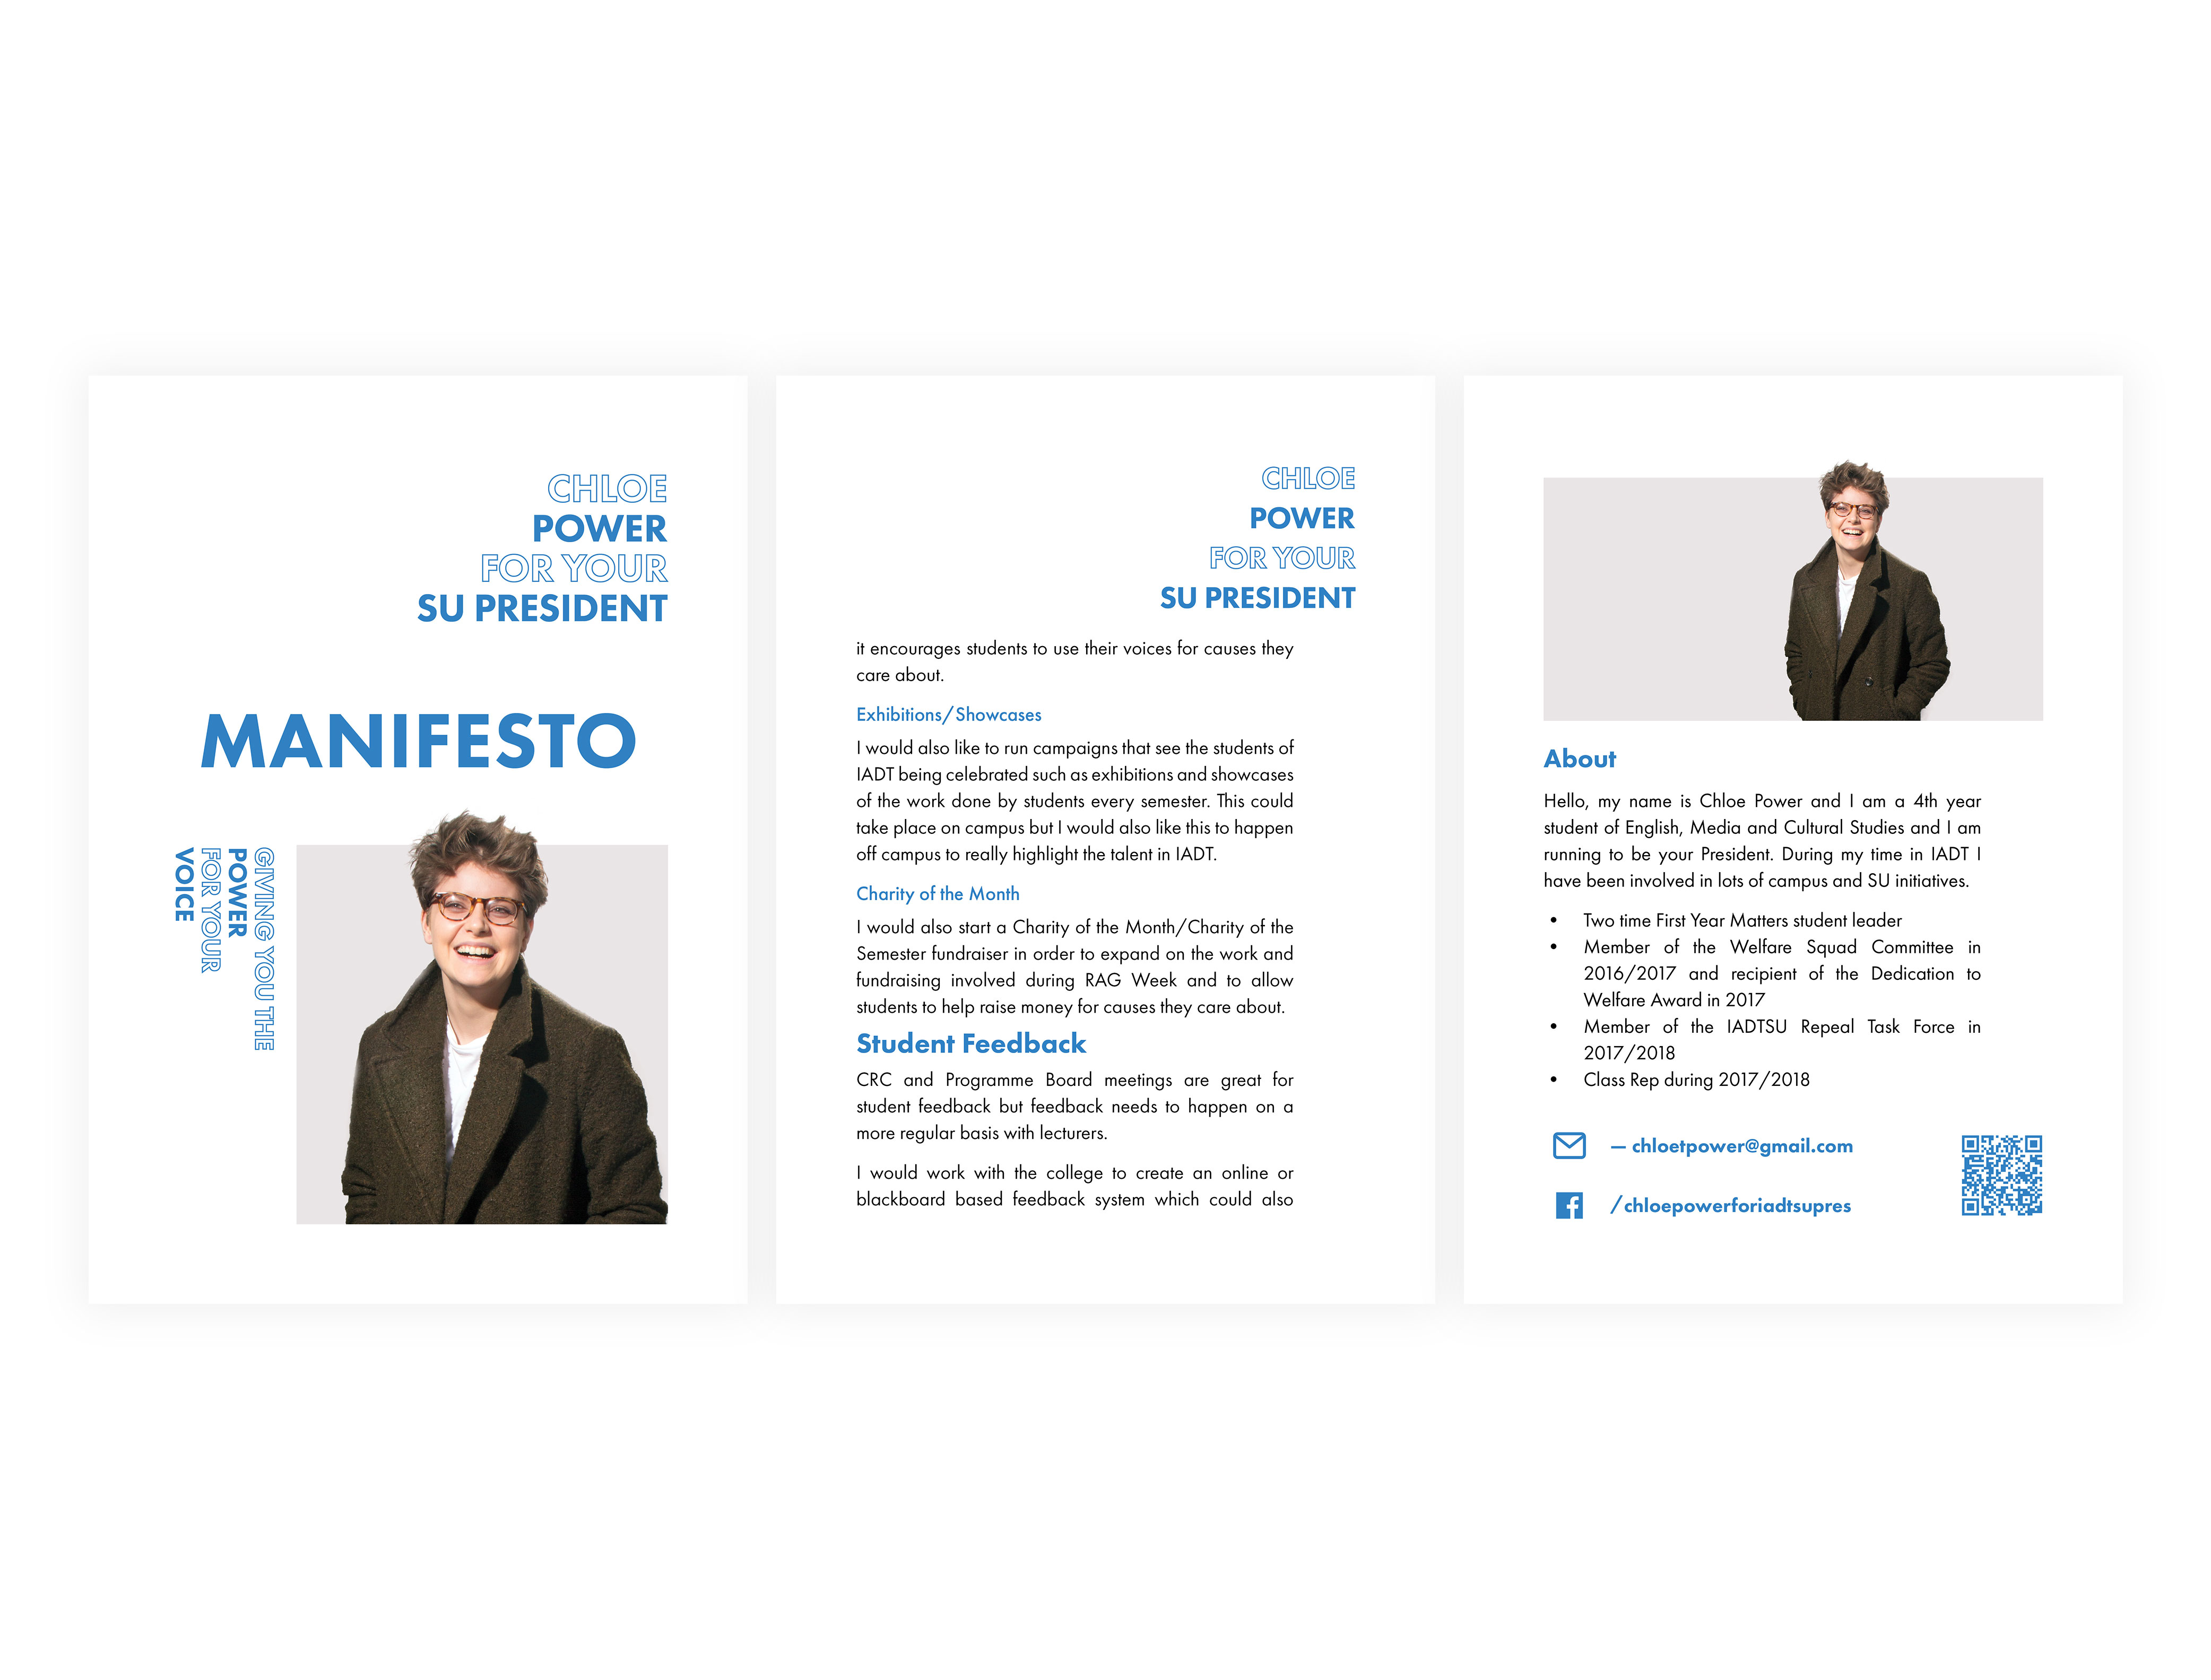 CHLOE
POWER
FOR YOUR
SU PRESIDENT
MANIFESTO
GIVING YOU THE
POWER
FOR YOUR
VOICE
CHLOE
POWER
FOR YOUR
SU PRESIDENT
it encourages students to use their voices for causes they
care about.
Exhibitions/Showcases
I would also like to run campaigns that see the students of
IADT being celebrated such as exhibitions and showcases
of the work done by students every semester. This could
take place on campus but I would also like this to happen
off campus to really highlight the talent in IADT.
Charity of the Month
I would also start a Charity of the Month/Charity of the
Semester fundraiser in order to expand on the work and
fundraising involved during RAG Week and to allow
students to help raise money for causes they care about.
Student Feedback
CRC and Programme Board meetings are great for
student feedback but feedback needs to happen on a
more regular basis with lecturers.
I would work with the college to create an online or
blackboard based feedback system which could also
About
Hello, my name is Chloe Power and I am a 4th year
student of English, Media and Cultural Studies and I am
running to be your President. During my time in IADT I
have been involved in lots of campus and SU initiatives.
• Two time First Year Matters student leader
• Member of the Welfare Squad Committee in
2016/2017 and recipient of the Dedication to
Welfare Award in 2017
• Member of the IADTSU Repeal Task Force in
2017/2018
• Class Rep during 2017/2018
– chloetpower@gmail.com
/chloepowerforiadtsupres